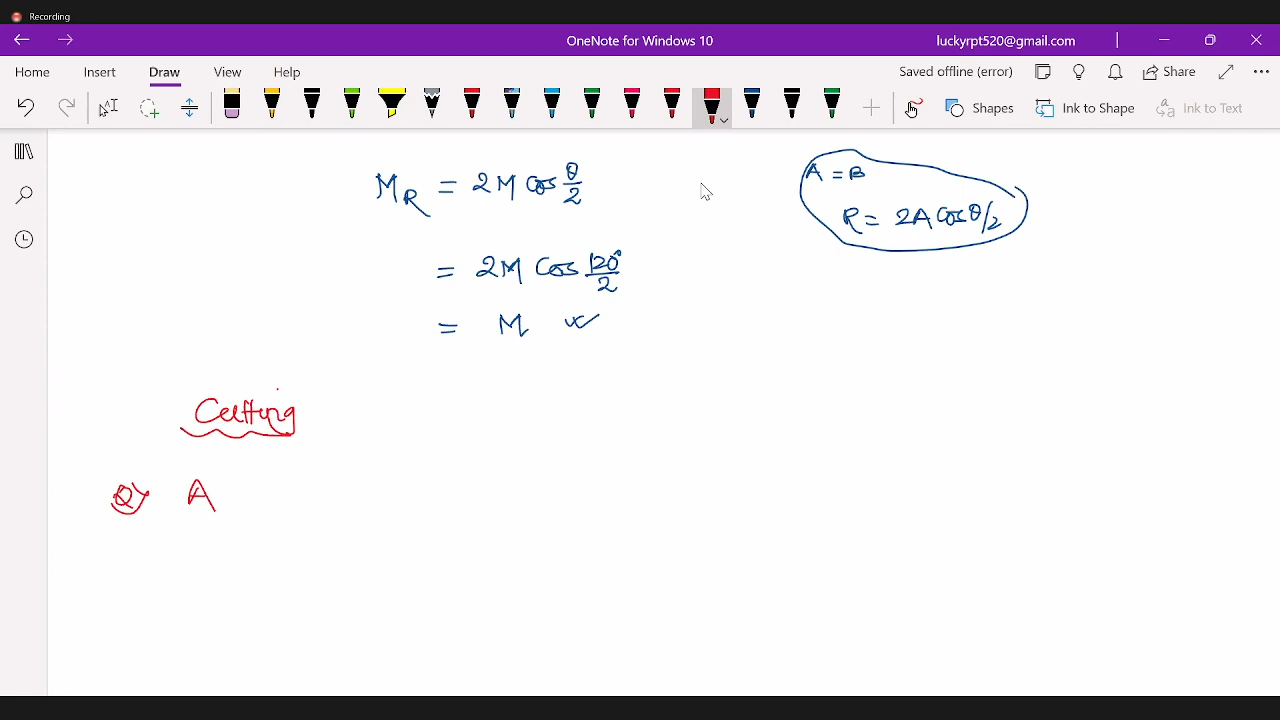 Recording
OneNote for Windows 10
luckyrpt520@gmail.com
Home Insert Draw View Help
Saved offline (error)
Share
Shapes
Ink to Shape
Ink to Text
M_R = 2M Cos θ/2
A = B
R = 2A Cos θ/2
= 2M Cos 120°/2
= M
Cutting
Q) A